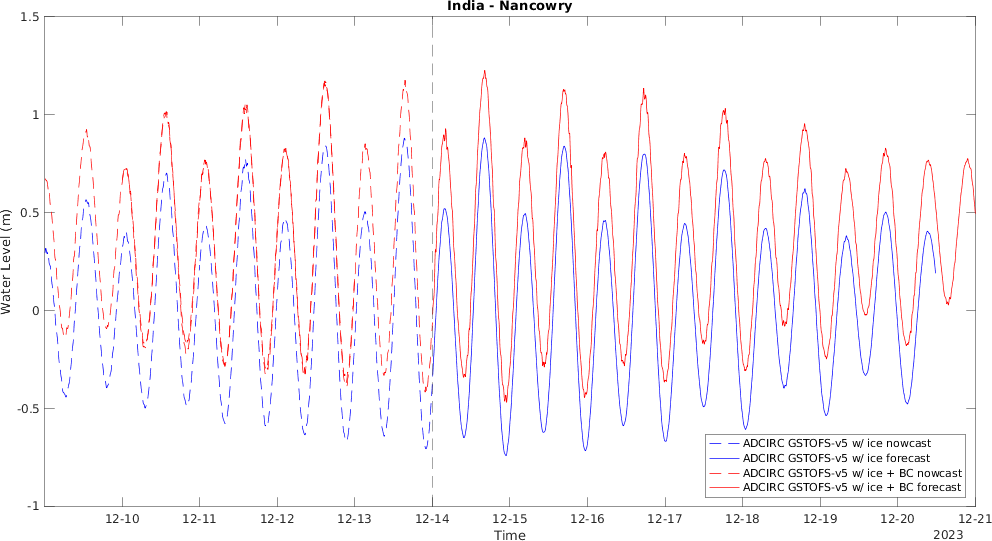 India - Nancowry
1.5
1
0.5
0
-0.5
-1
Water Level (m)
ADCIRC GSTOFS-v5 w/ ice nowcast
ADCIRC GSTOFS-v5 w/ ice forecast
ADCIRC GSTOFS-v5 w/ ice + BC nowcast
ADCIRC GSTOFS-v5 w/ ice + BC forecast
12-10 12-11 12-12 12-13 12-14 12-15 12-16 12-17 12-18 12-19 12-20 12-21
Time
2023